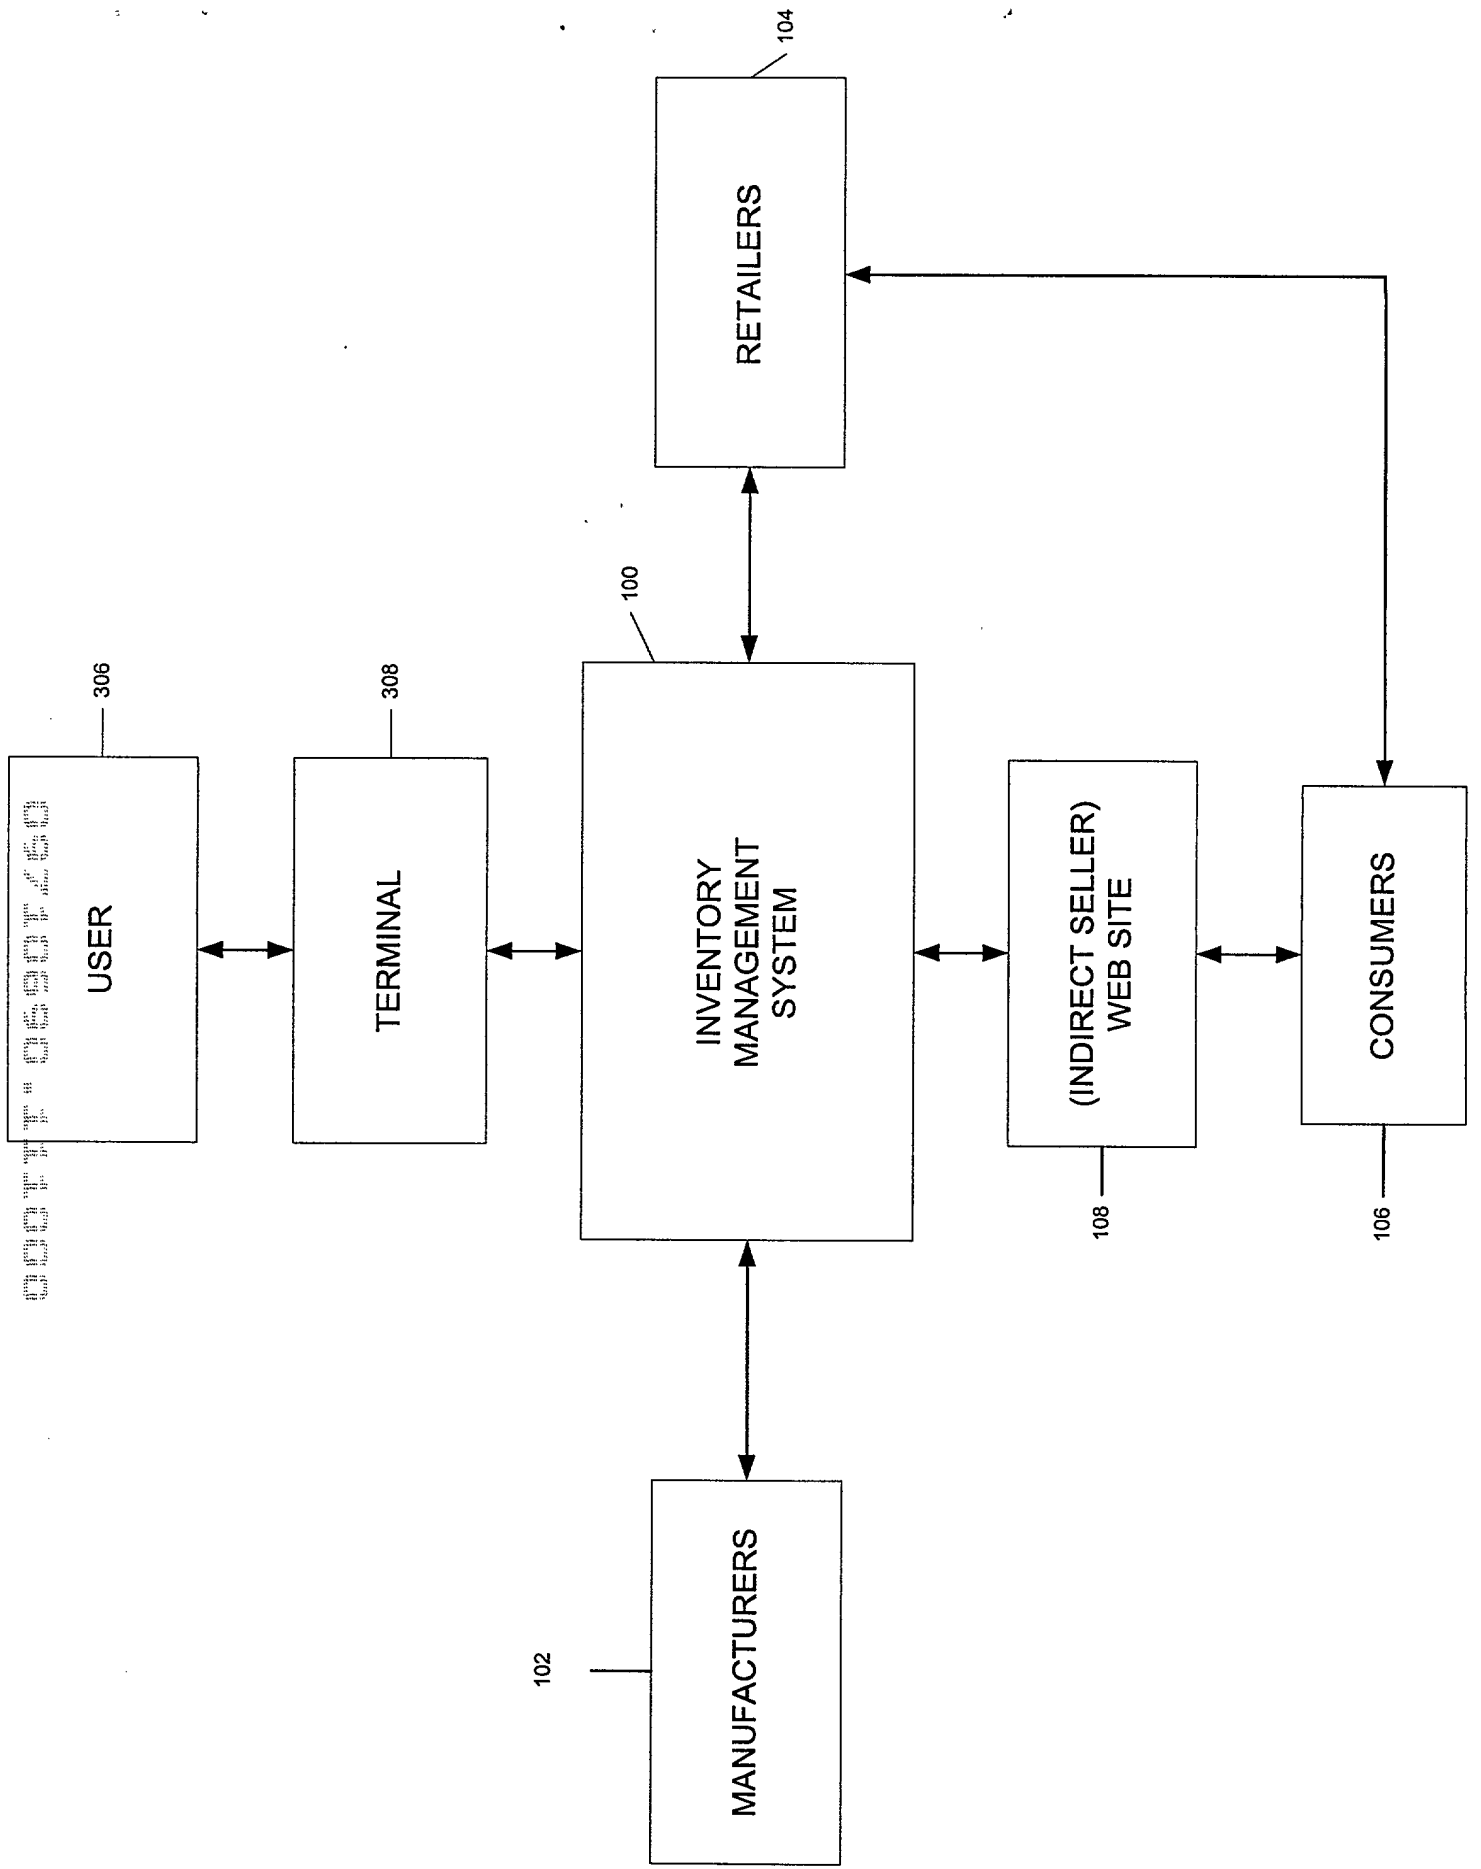 306
USER
308
TERMINAL
100
INVENTORY
MANAGEMENT
SYSTEM
102
MANUFACTURERS
104
RETAILERS
108
(INDIRECT SELLER)
WEB SITE
106
CONSUMERS